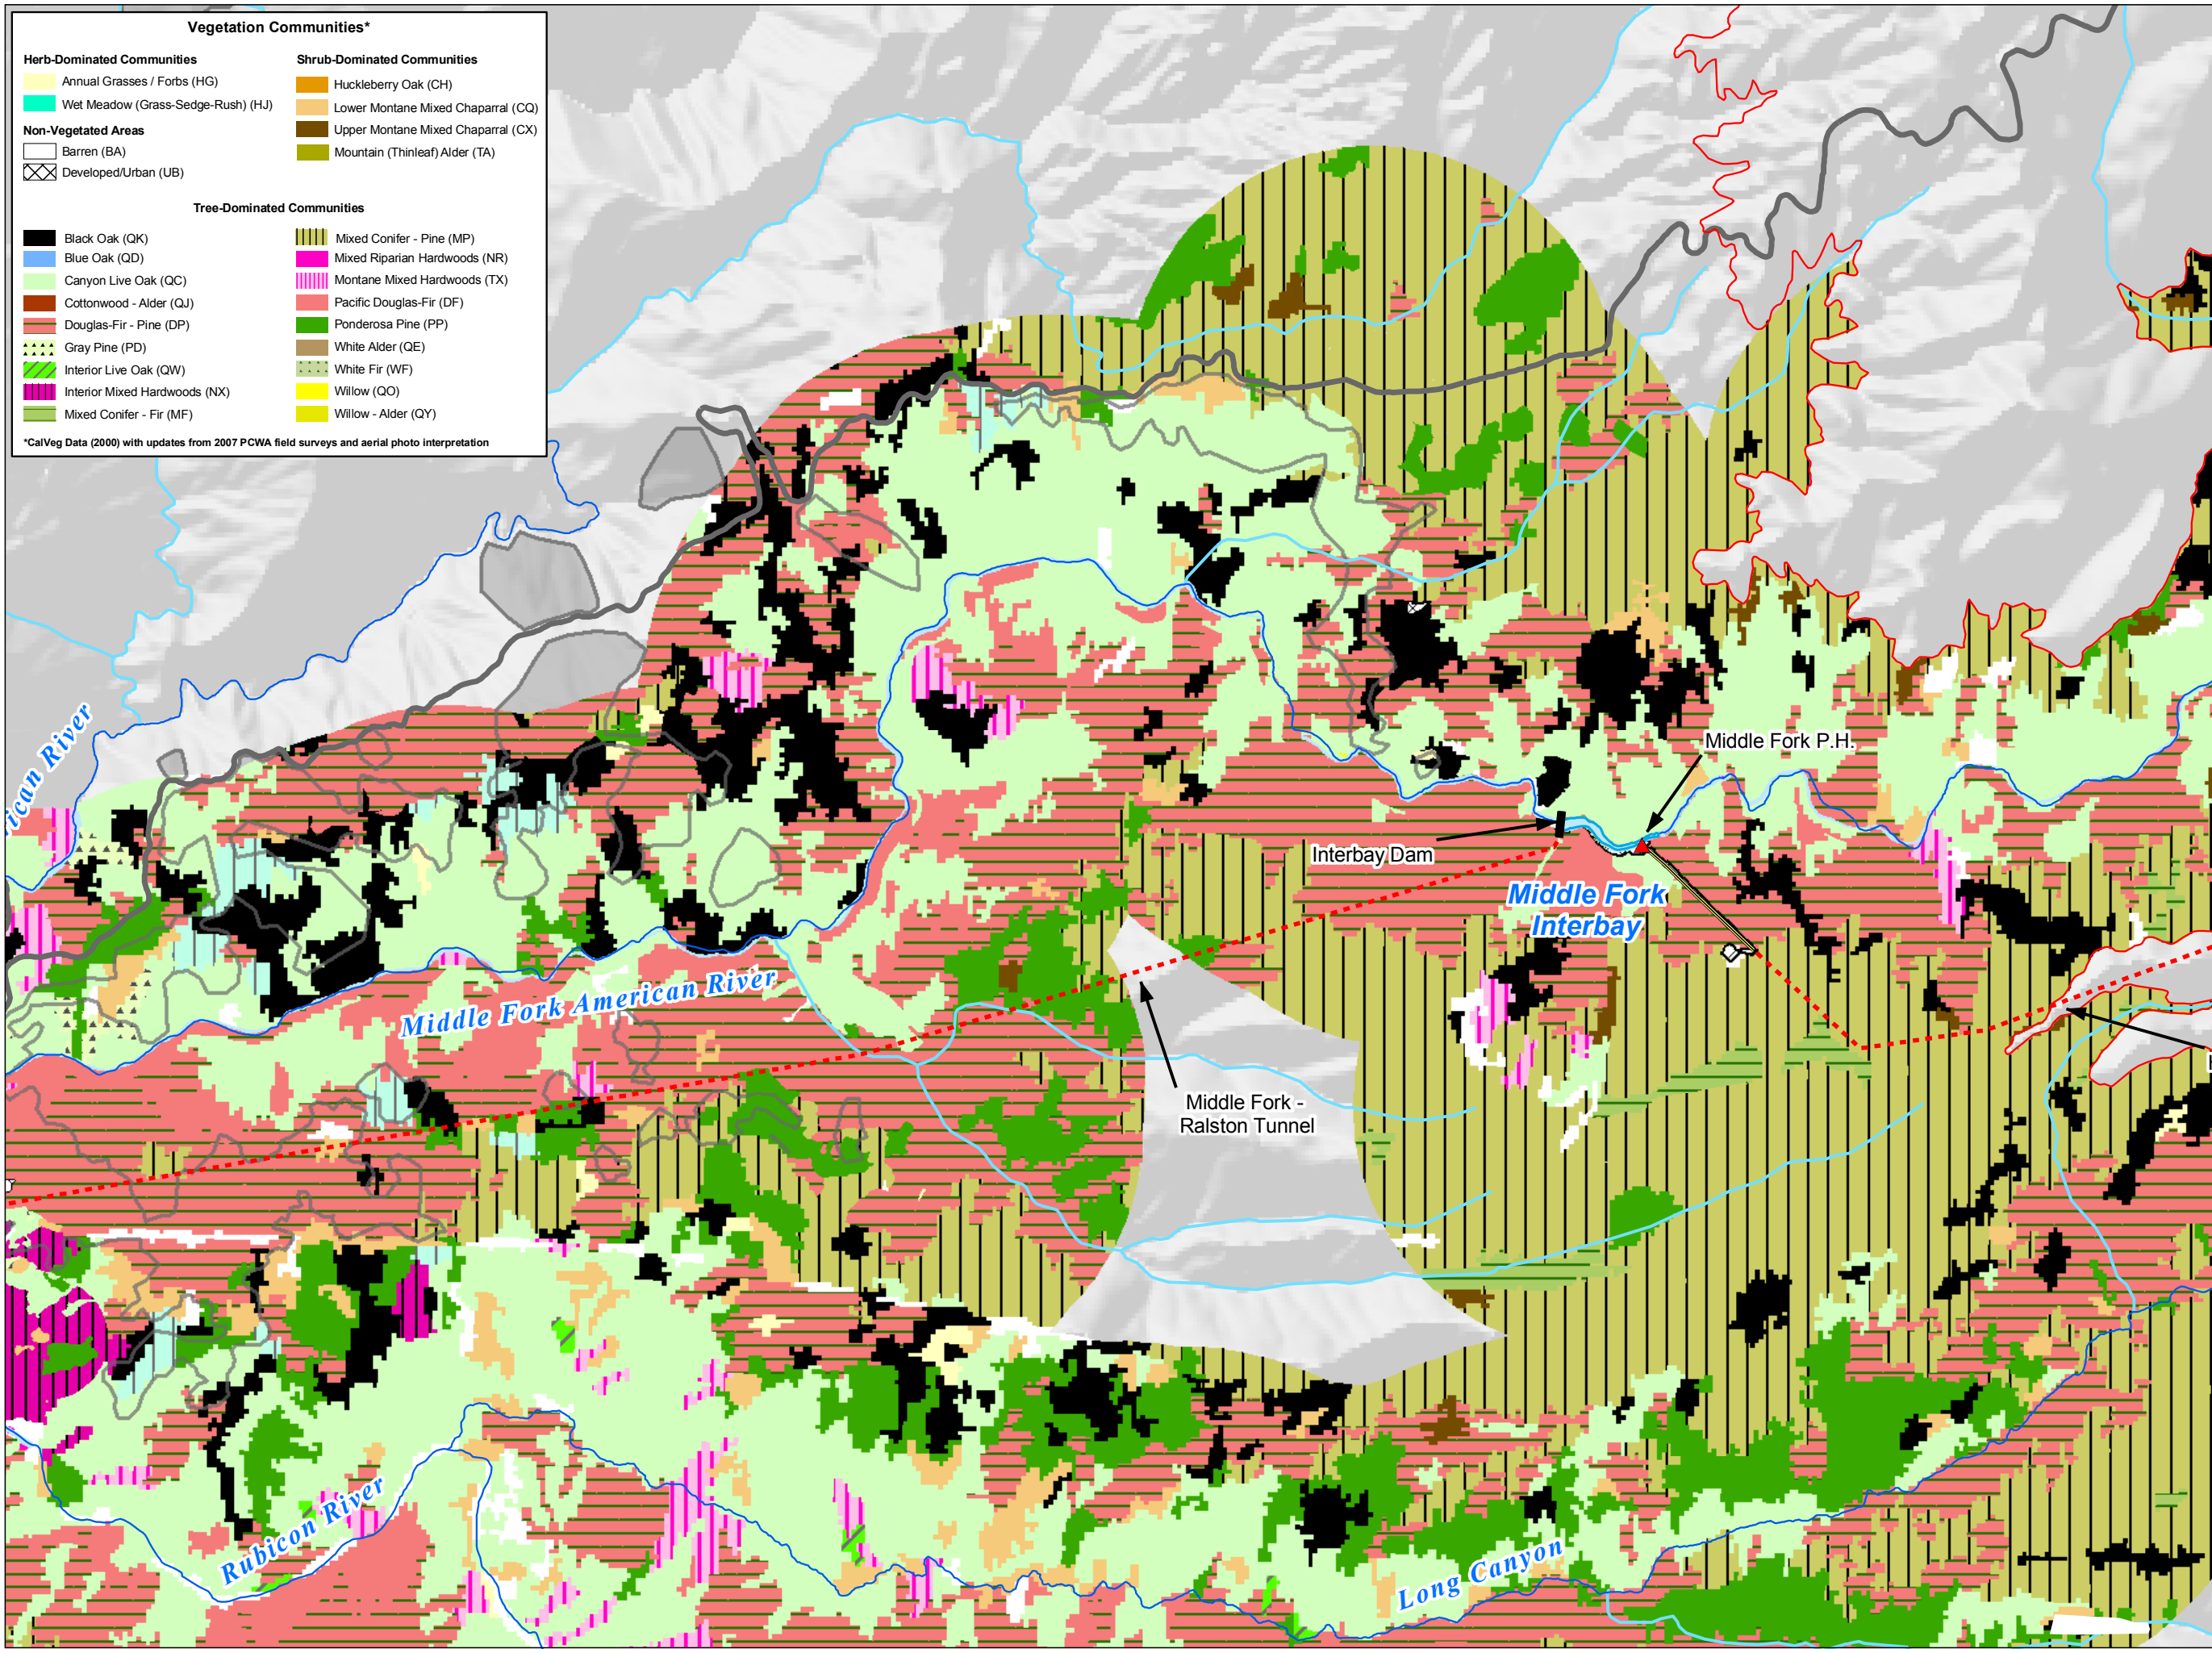 Vegetation Communities*
Herb-Dominated Communities
Annual Grasses / Forbs (HG)
Wet Meadow (Grass-Sedge-Rush) (HJ)
Non-Vegetated Areas
Barren (BA)
Developed/Urban (UB)
Shrub-Dominated Communities
Huckleberry Oak (CH)
Lower Montane Mixed Chaparral (CQ)
Upper Montane Mixed Chaparral (CX)
Mountain (Thinleaf) Alder (TA)
Tree-Dominated Communities
Black Oak (QK)
Blue Oak (QD)
Canyon Live Oak (QC)
Cottonwood - Alder (QJ)
Douglas-Fir - Pine (DP)
Gray Pine (PD)
Interior Live Oak (QW)
Interior Mixed Hardwoods (NX)
Mixed Conifer - Fir (MF)
Mixed Conifer - Pine (MP)
Mixed Riparian Hardwoods (NR)
Montane Mixed Hardwoods (TX)
Pacific Douglas-Fir (DF)
Ponderosa Pine (PP)
White Alder (QE)
White Fir (WF)
Willow (QO)
Willow - Alder (QY)
*CalVeg Data (2000) with updates from 2007 PCWA field surveys and aerial photo interpretation
rican River
Middle Fork P.H.
Interbay Dam
Middle Fork
Interbay
Middle Fork American River
Middle Fork -
Ralston Tunnel
Rubicon River
Long Canyon